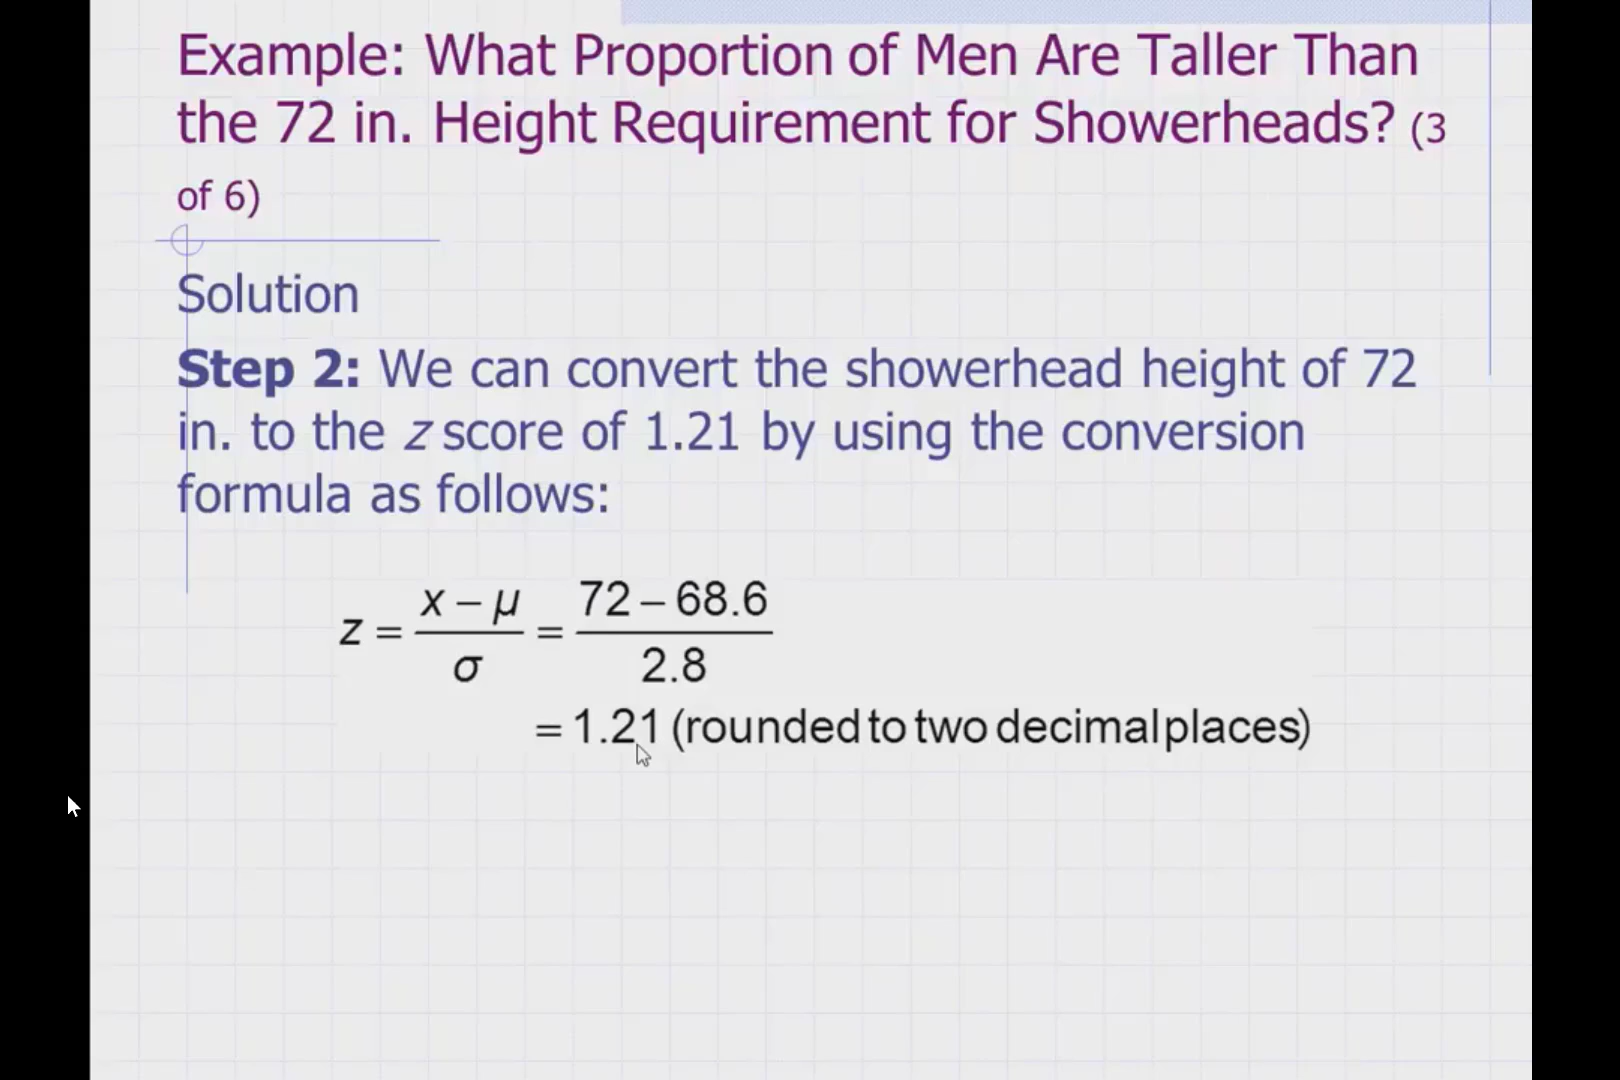 Example: What Proportion of Men Are Taller Than
the 72 in. Height Requirement for Showerheads? (3
of 6)
Solution
Step 2: We can convert the showerhead height of 72
in. to the z score of 1.21 by using the conversion
formula as follows:
z = (x – μ)/σ = (72 – 68.6)/2.8
= 1.21 (rounded to two decimal places)